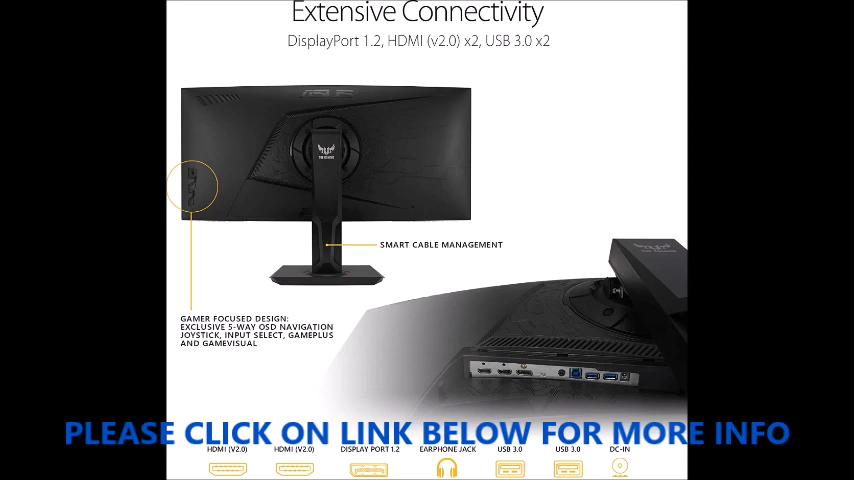 Extensive Connectivity
DisplayPort 1.2, HDMI (v2.0) x2, USB 3.0 x2
SMART CABLE MANAGEMENT
GAMER FOCUSED DESIGN:
EXCLUSIVE 5-WAY OSD NAVIGATION
JOYSTICK, INPUT SELECT, GAMEPLUS
AND GAMEVISUAL
PLEASE CLICK ON LINK BELOW FOR MORE INFO
HDMI (V2.0) HDMI (V2.0) DISPLAY PORT 1.2 EARPHONE JACK USB 3.0 USB 3.0 DC-IN